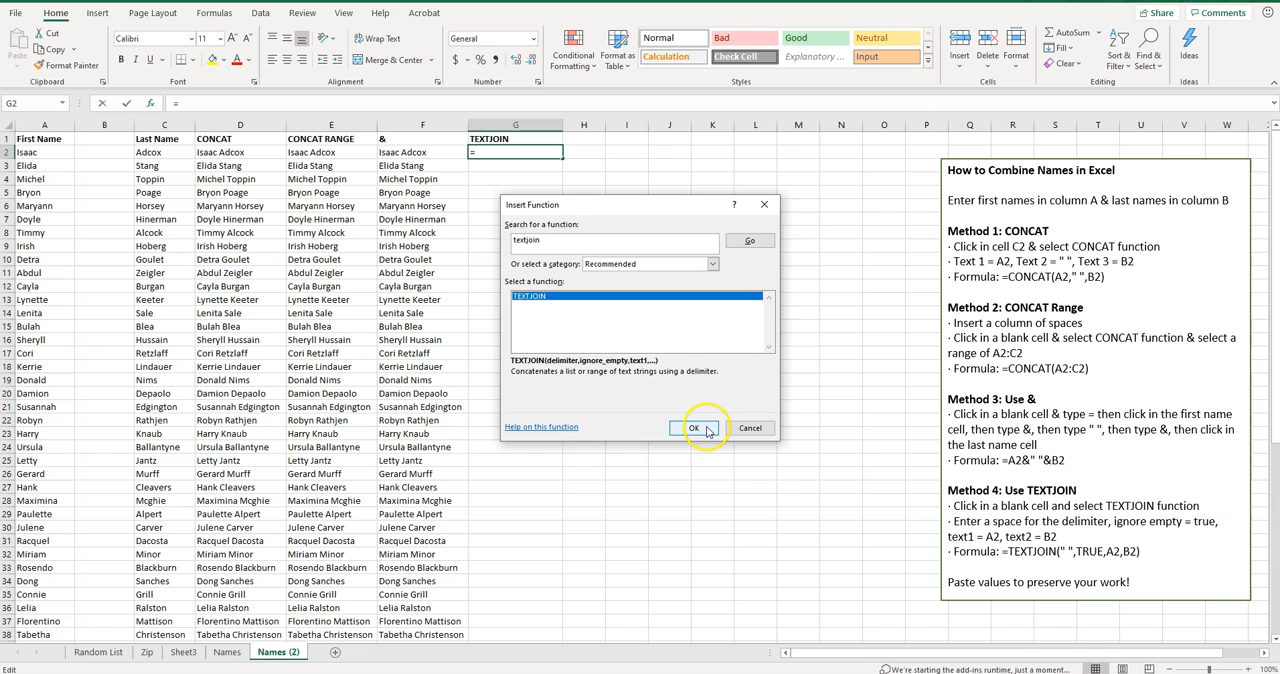 File Home Insert Page Layout Formulas Data Review View Help Acrobat Share Comments
Cut
Copy
Format Painter
Paste
Clipboard
Calibri 11
B I U
Font
Wrap Text
Merge & Center
Alignment
General
Number
Conditional Formatting
Format as Table
Normal Bad Good Neutral
Calculation Check Cell Explanatory ... Input
Styles
Insert Delete Format
Cells
AutoSum
Fill
Clear
Sort & Filter
Find & Select
Editing
Ideas
Ideas
G2 fx =
A B C D E F G H I J K L M N O P Q R S T U V W
1 First Name Last Name CONCAT CONCAT RANGE & TEXTJOIN
2 Isaac Adcox Isaac Adcox Isaac Adcox Isaac Adcox =
3 Elida Stang Elida Stang Elida Stang Elida Stang
4 Michel Toppin Michel Toppin Michel Toppin Michel Toppin
5 Bryon Poage Bryon Poage Bryon Poage Bryon Poage
6 Maryann Horsey Maryann Horsey Maryann Horsey Maryann Horsey
7 Doyle Hinerman Doyle Hinerman Doyle Hinerman Doyle Hinerman
8 Timmy Alcock Timmy Alcock Timmy Alcock Timmy Alcock
9 Irish Hoberg Irish Hoberg Irish Hoberg Irish Hoberg
10 Detra Goulet Detra Goulet Detra Goulet Detra Goulet
11 Abdul Zeigler Abdul Zeigler Abdul Zeigler Abdul Zeigler
12 Cayla Burgan Cayla Burgan Cayla Burgan Cayla Burgan
13 Lynette Keeter Lynette Keeter Lynette Keeter Lynette Keeter
14 Lenita Sale Lenita Sale Lenita Sale Lenita Sale
15 Bulah Blea Bulah Blea Bulah Blea Bulah Blea
16 Sheryll Hussain Sheryll Hussain Sheryll Hussain Sheryll Hussain
17 Cori Retzlaff Cori Retzlaff Cori Retzlaff Cori Retzlaff
18 Kerrie Lindauer Kerrie Lindauer Kerrie Lindauer Kerrie Lindauer
19 Donald Nims Donald Nims Donald Nims Donald Nims
20 Damion Depaolo Damion Depaolo Damion Depaolo Damion Depaolo
21 Susannah Edgington Susannah Edgington Susannah Edgington Susannah Edgington
22 Robyn Rathjen Robyn Rathjen Robyn Rathjen Robyn Rathjen
23 Harry Knaub Harry Knaub Harry Knaub Harry Knaub
24 Ursula Ballantyne Ursula Ballantyne Ursula Ballantyne Ursula Ballantyne
25 Letty Jantz Letty Jantz Letty Jantz Letty Jantz
26 Gerard Murff Gerard Murff Gerard Murff Gerard Murff
27 Hank Cleavers Hank Cleavers Hank Cleavers Hank Cleavers
28 Maximina Mcghie Maximina Mcghie Maximina Mcghie Maximina Mcghie
29 Paulette Alpert Paulette Alpert Paulette Alpert Paulette Alpert
30 Julene Carver Julene Carver Julene Carver Julene Carver
31 Racquel Dacosta Racquel Dacosta Racquel Dacosta Racquel Dacosta
32 Miriam Minor Miriam Minor Miriam Minor Miriam Minor
33 Rosendo Blackburn Rosendo Blackburn Rosendo Blackburn Rosendo Blackburn
34 Dong Sanches Dong Sanches Dong Sanches Dong Sanches
35 Connie Grill Connie Grill Connie Grill Connie Grill
36 Lelia Ralston Lelia Ralston Lelia Ralston Lelia Ralston
37 Florentino Mattison Florentino Mattison Florentino Mattison Florentino Mattison
38 Tabetha Christenson Tabetha Christenson Tabetha Christenson Tabetha Christenson
Insert Function ?
Search for a function:
textjoin
Go
Or select a category: Recommended
Select a function:
TEXTJOIN
TEXTJOIN(delimiter,ignore_empty,text1,...)
Concatenates a list or range of text strings using a delimiter.
Help on this function
OK Cancel
How to Combine Names in Excel
Enter first names in column A & last names in column B
Method 1: CONCAT
· Click in cell C2 & select CONCAT function
· Text 1 = A2, Text 2 = " ", Text 3 = B2
· Formula: =CONCAT(A2," ",B2)
Method 2: CONCAT Range
· Insert a column of spaces
· Click in a blank cell & select CONCAT function & select a
range of A2:C2
· Formula: =CONCAT(A2:C2)
Method 3: Use &
· Click in a blank cell & type = then click in the first name
cell, then type &, then type " ", then type &, then click in
the last name cell
· Formula: =A2&" "&B2
Method 4: Use TEXTJOIN
· Click in a blank cell and select TEXTJOIN function
· Enter a space for the delimiter, ignore empty = true,
text1 = A2, text2 = B2
· Formula: =TEXTJOIN(" ",TRUE,A2,B2)
Paste values to preserve your work!
Random List Zip Sheet3 Names Names (2)
Edit We're starting the add-ins runtime, just a moment... 100%